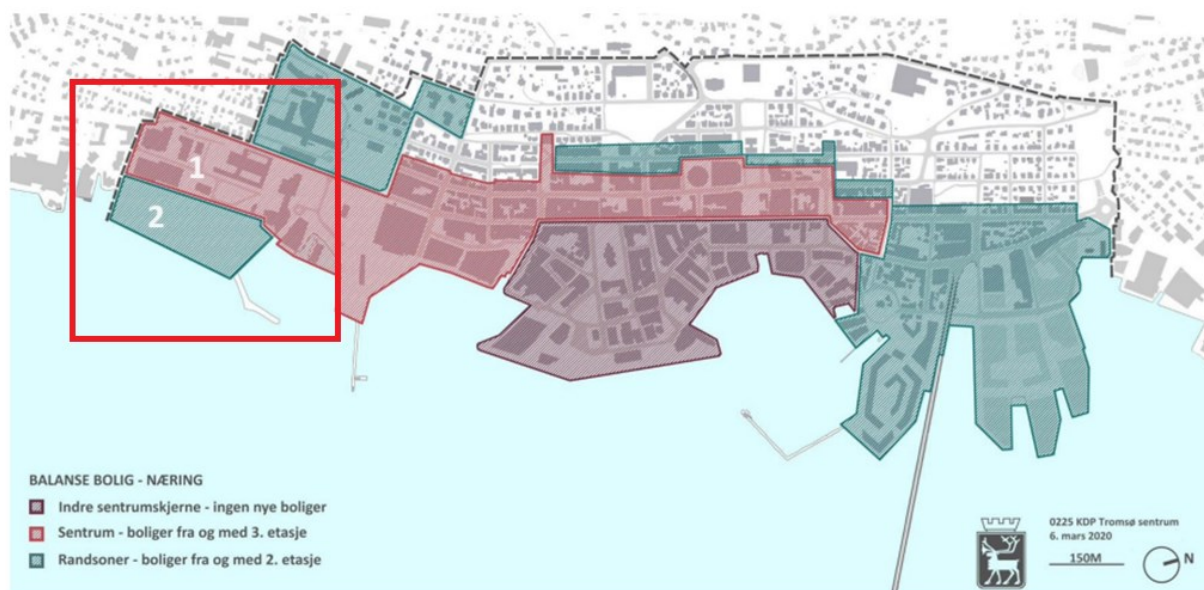 1
2
BALANSE BOLIG - NÆRING
Indre sentrumskjerne - ingen nye boliger
Sentrum - boliger fra og med 3. etasje
Randsoner - boliger fra og med 2. etasje
0225 KDP Tromsø sentrum
6. mars 2020
150M
N